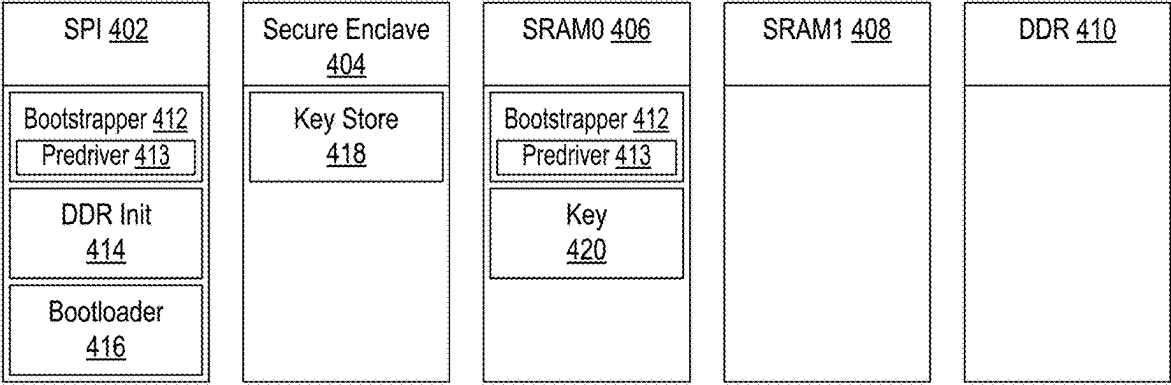 SPI 402
Bootstrapper 412
Predriver 413
DDR Init
414
Bootloader
416
Secure Enclave
404
Key Store
418
SRAM0 406
Bootstrapper 412
Predriver 413
Key
420
SRAM1 408
DDR 410